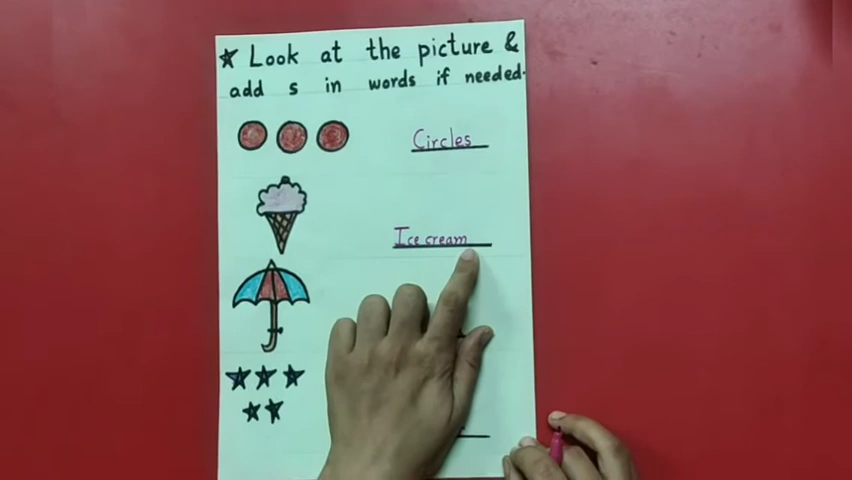 Look at the picture &
add s in words if needed.
Circles
Ice cream